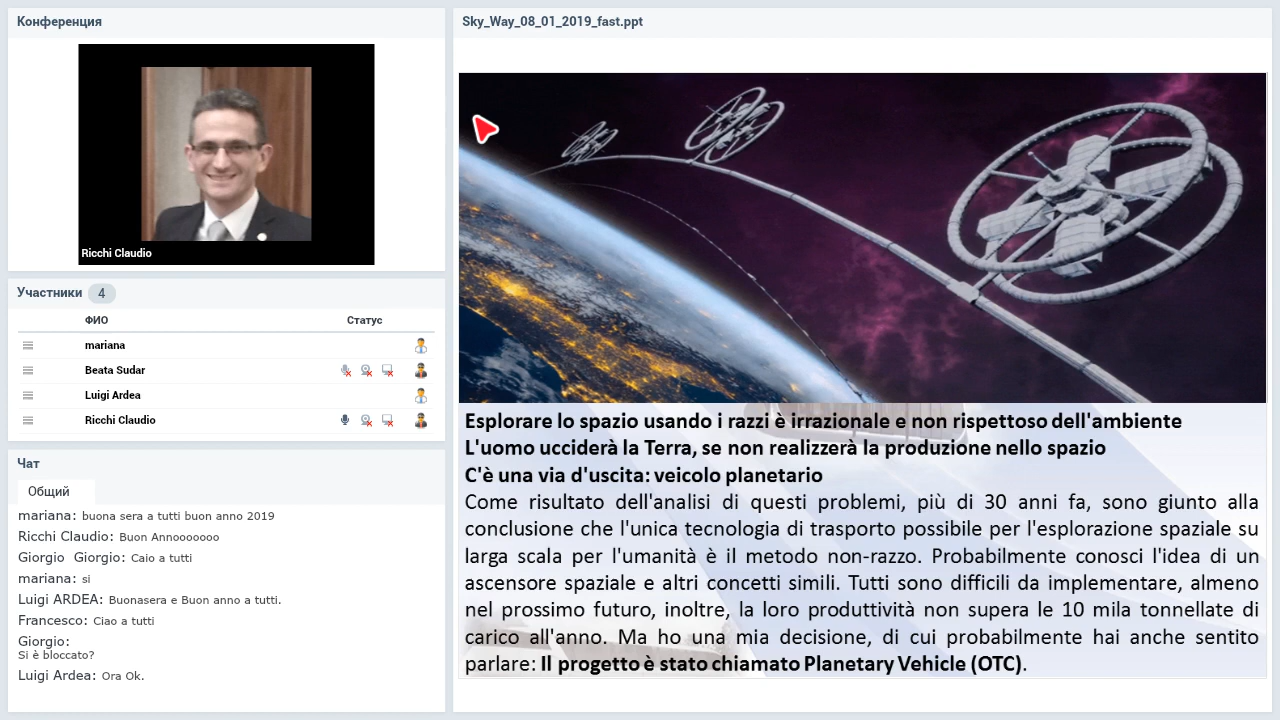 Конференция
Ricchi Claudio
Участники 4
ФИО Статус
mariana
Beata Sudar
Luigi Ardea
Ricchi Claudio
Чат
Общий
mariana: buona sera a tutti buon anno 2019
Ricchi Claudio: Buon Annooooooo
Giorgio Giorgio: Caio a tutti
mariana: si
Luigi ARDEA: Buonasera e Buon anno a tutti.
Francesco: Ciao a tutti
Giorgio:
Si è bloccato?
Luigi Ardea: Ora Ok.
Sky_Way_08_01_2019_fast.ppt
Esplorare lo spazio usando i razzi è irrazionale e non rispettoso dell'ambiente
L'uomo ucciderà la Terra, se non realizzerà la produzione nello spazio
C'è una via d'uscita: veicolo planetario
Come risultato dell'analisi di questi problemi, più di 30 anni fa, sono giunto alla
conclusione che l'unica tecnologia di trasporto possibile per l'esplorazione spaziale su
larga scala per l'umanità è il metodo non-razzo. Probabilmente conosci l'idea di un
ascensore spaziale e altri concetti simili. Tutti sono difficili da implementare, almeno
nel prossimo futuro, inoltre, la loro produttività non supera le 10 mila tonnellate di
carico all'anno. Ma ho una mia decisione, di cui probabilmente hai anche sentito
parlare: Il progetto è stato chiamato Planetary Vehicle (OTC).